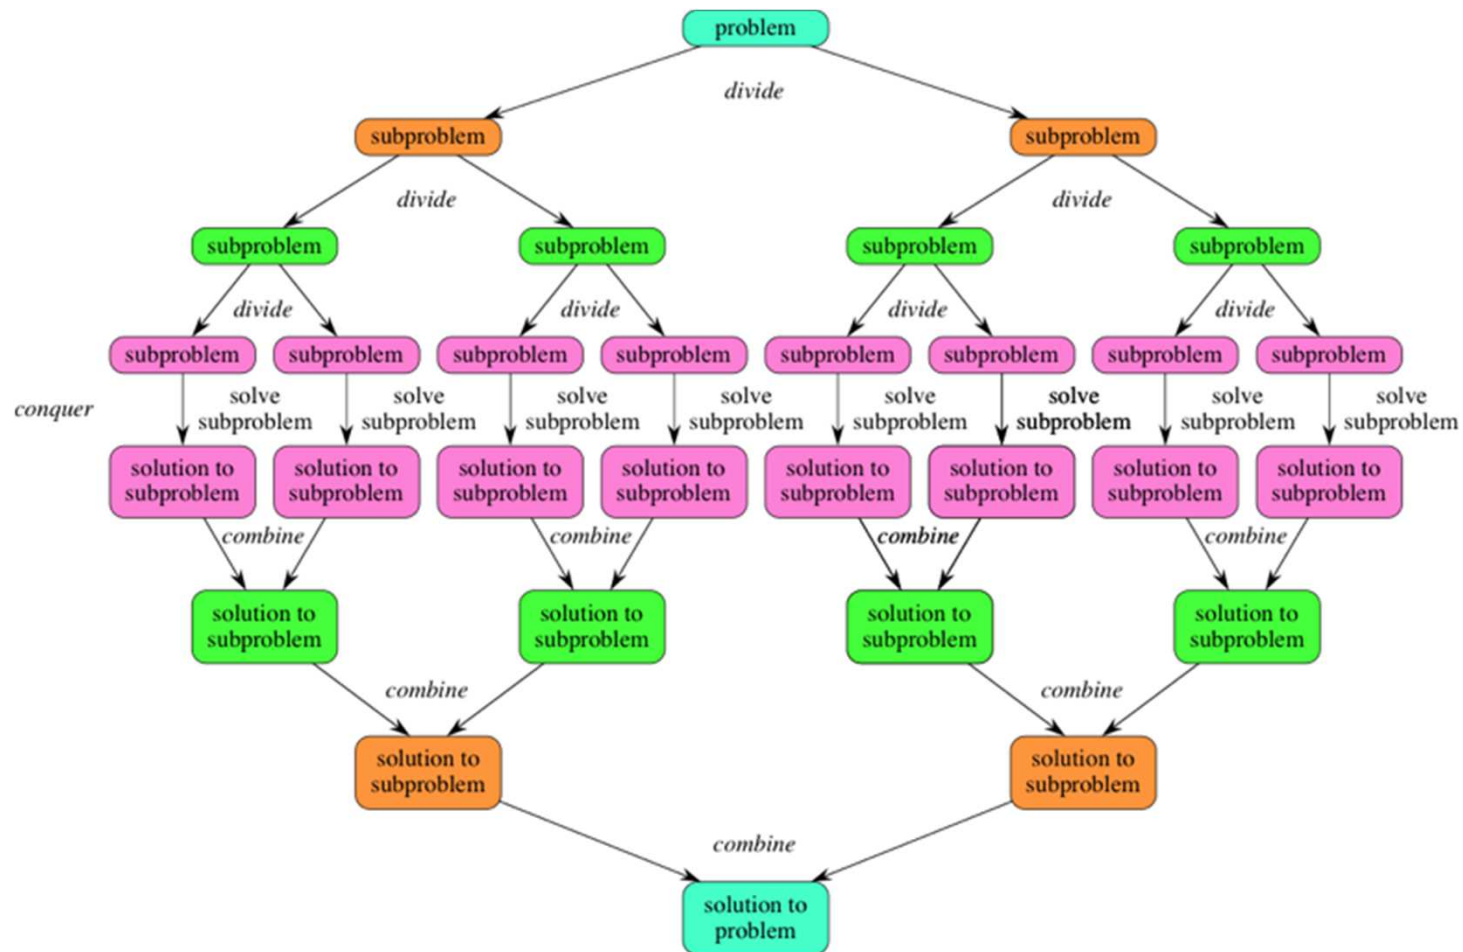 problem
divide
subproblem subproblem
divide divide
subproblem subproblem subproblem subproblem
divide divide divide divide
subproblem subproblem subproblem subproblem subproblem subproblem subproblem subproblem
solve solve solve solve solve solve solve solve
conquer
subproblem subproblem subproblem subproblem subproblem subproblem subproblem subproblem
solution to solution to solution to solution to solution to solution to solution to solution to
subproblem subproblem subproblem subproblem subproblem subproblem subproblem subproblem
combine combine combine combine
solution to solution to solution to solution to
subproblem subproblem subproblem subproblem
combine combine
solution to solution to
subproblem subproblem
combine
solution to
problem